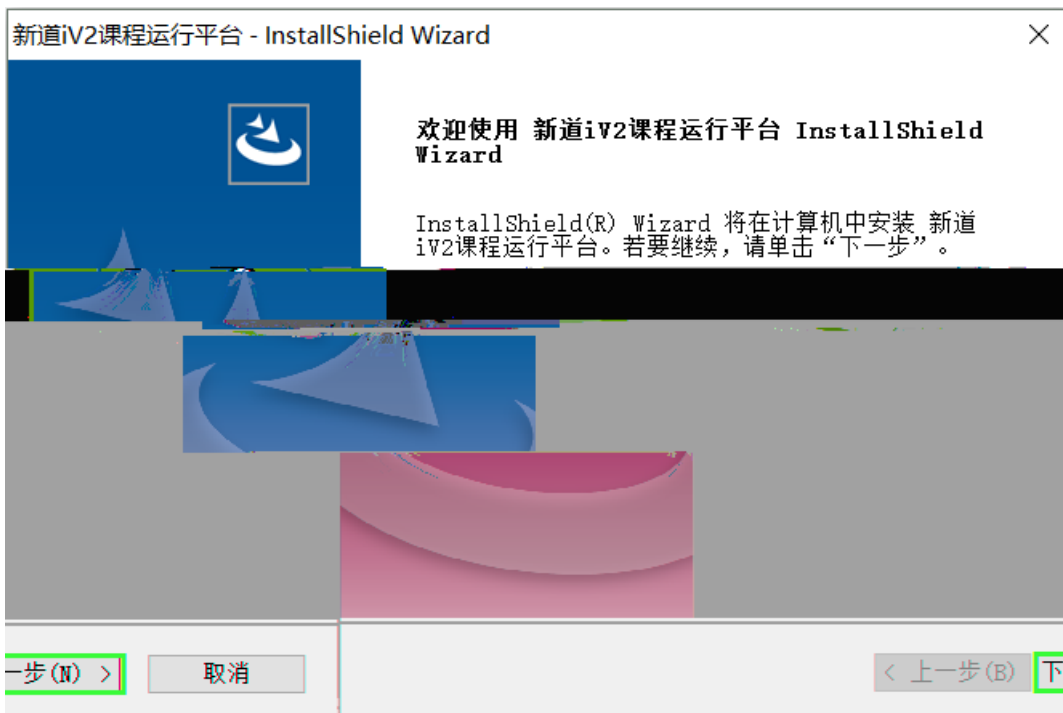 新道iV2课程运行平台 - InstallShield Wizard
欢迎使用 新道iV2课程运行平台 InstallShield
Wizard
InstallShield(R) Wizard 将在计算机中安装 新道
iV2课程运行平台。若要继续，请单击“下一步”。
一步(N) >
取消
< 上一步(B)
下